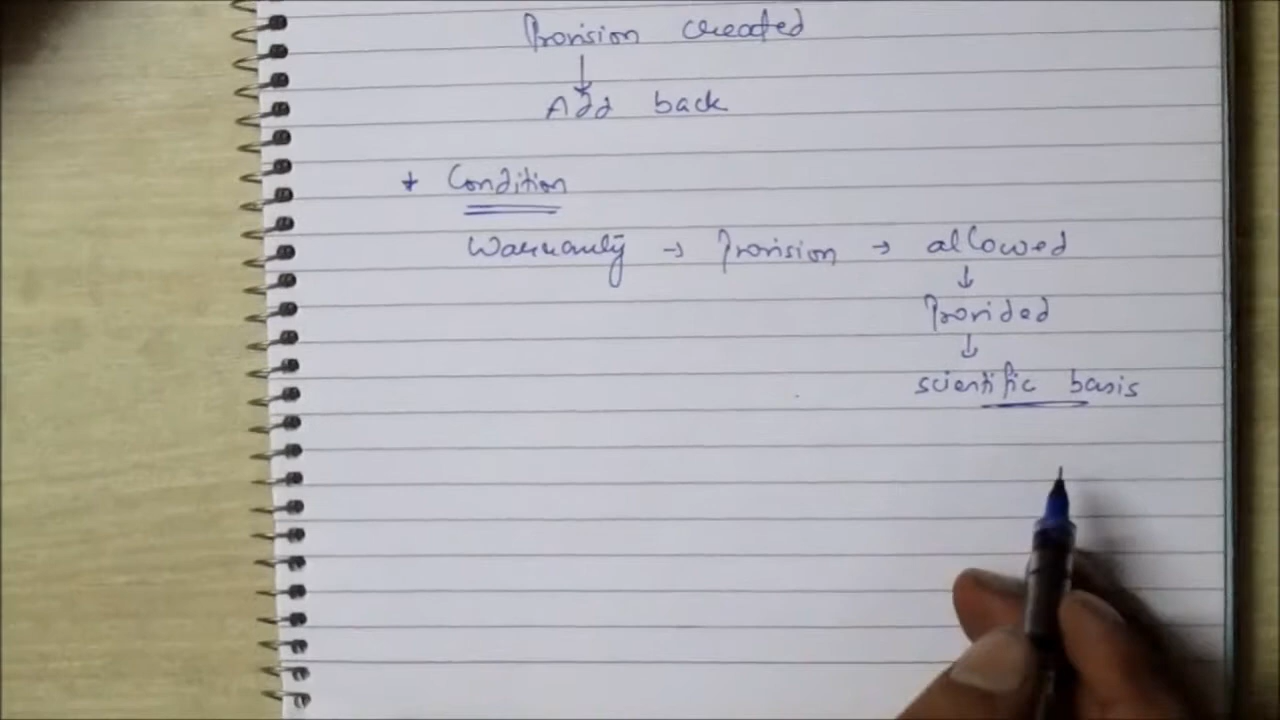 Provision created
↓
Add back
* Condition
Warranty → Provision → allowed
↓
Provided
↓
scientific basis